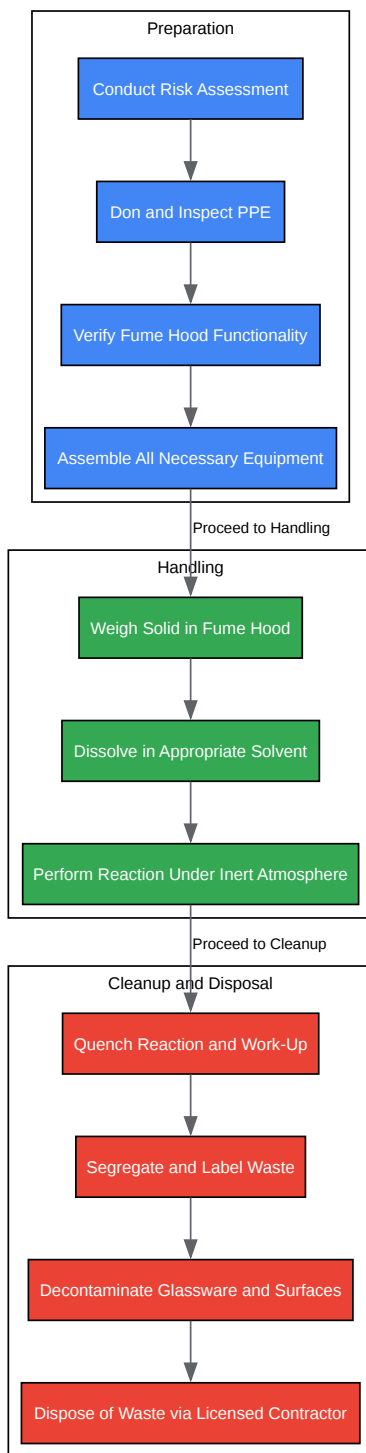 Preparation
Conduct Risk Assessment
Don and Inspect PPE
Verify Fume Hood Functionality
Assemble All Necessary Equipment
Proceed to Handling
Handling
Weigh Solid in Fume Hood
Dissolve in Appropriate Solvent
Perform Reaction Under Inert Atmosphere
Proceed to Cleanup
Cleanup and Disposal
Quench Reaction and Work-Up
Segregate and Label Waste
Decontaminate Glassware and Surfaces
Dispose of Waste via Licensed Contractor